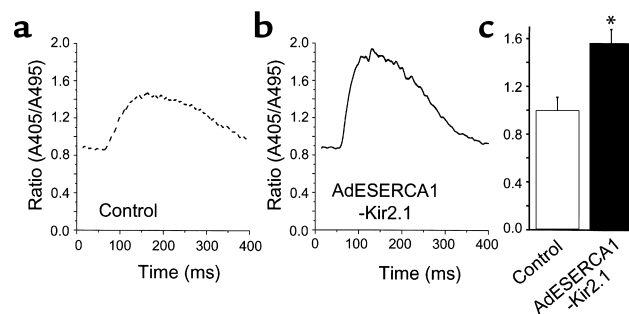 a
Ratio (A405/A495)
2.0
1.6
1.2
0.8
0.4
0.0
Control
0 100 200 300 400
Time (ms)
b
Ratio (A405/A495)
2.0
1.6
1.2
0.8
0.4
0.0
AdESERCA1
-Kir2.1
0 100 200 300 400
Time (ms)
c
1.6
1.2
0.8
0.4
0.0
*
Control
AdESERCA1
-Kir2.1